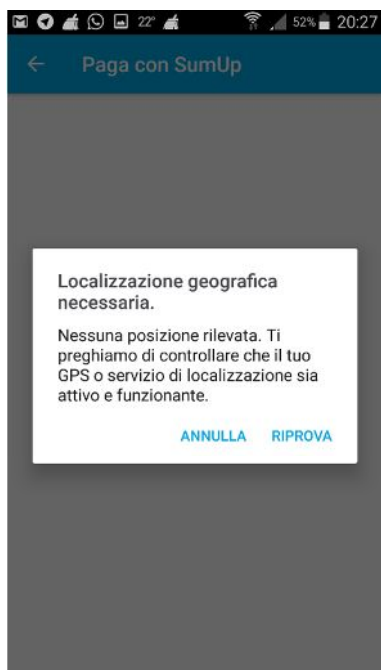 22° 52% 20:27
Paga con SumUp
Localizzazione geografica
necessaria.
Nessuna posizione rilevata. Ti
preghiamo di controllare che il tuo
GPS o servizio di localizzazione sia
attivo e funzionante.
ANNULLA RIPROVA